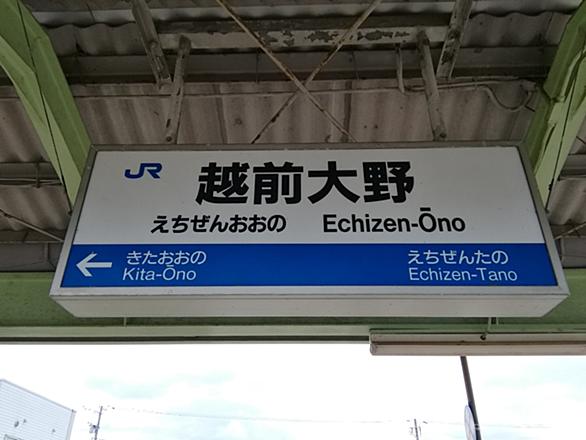 JR 越前大野
えちぜんおおの Echizen-Ōno
← きたおおの えちぜんたの
Kita-Ōno Echizen-Tano